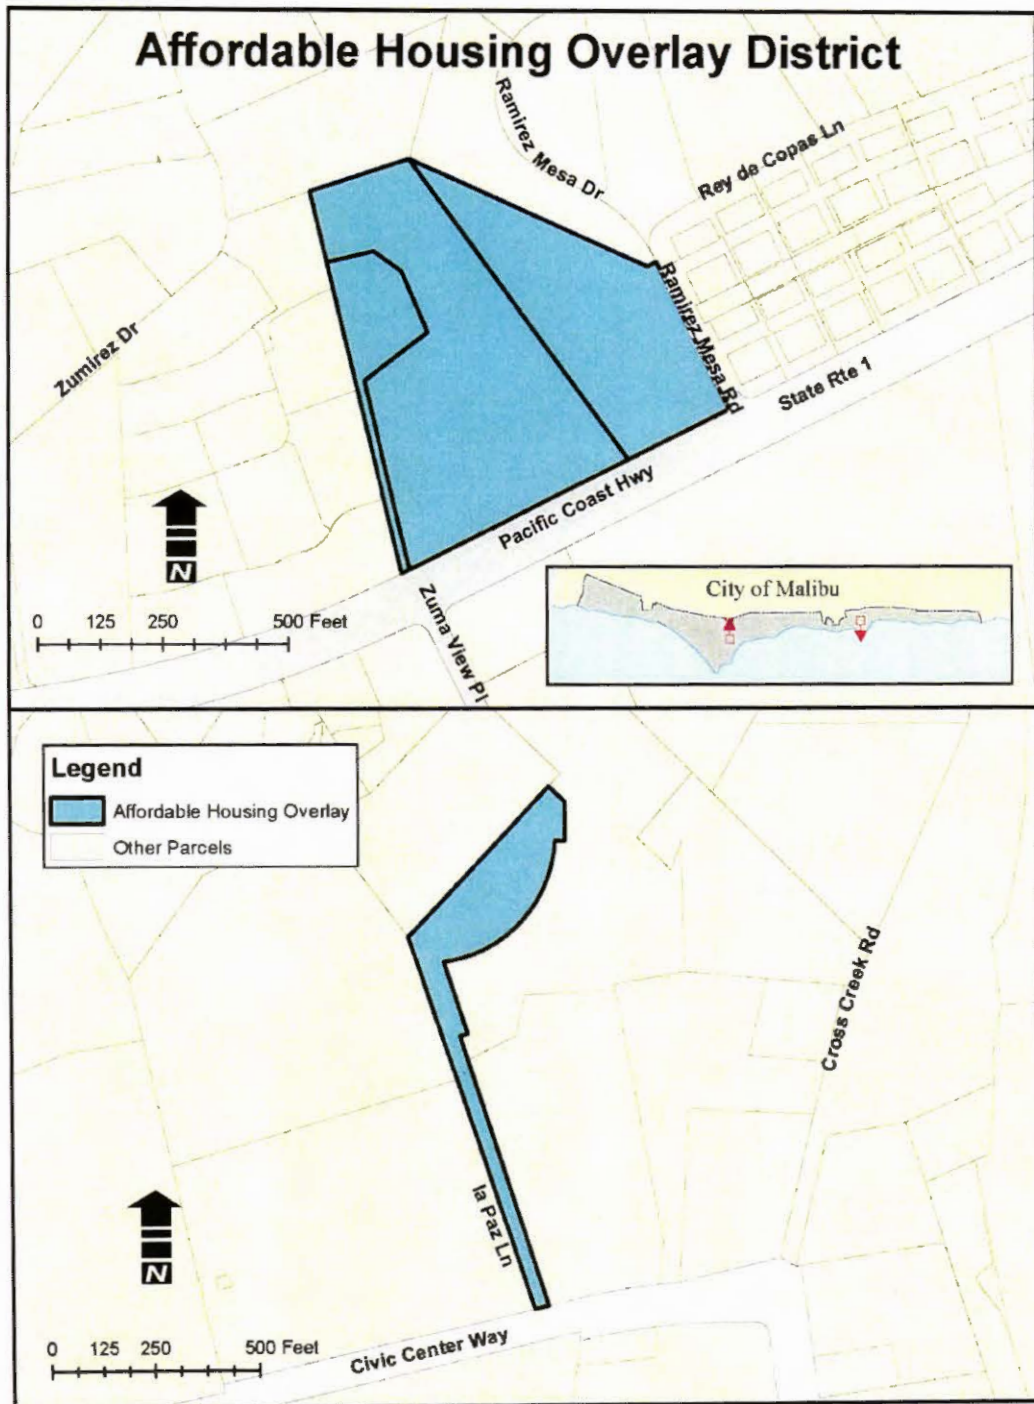 Affordable Housing Overlay District
Ramirez Mesa Dr
Rey de Copas Ln
Ramirez Mesa Rd
Zumirez Dr
State Rte 1
Pacific Coast Hwy
N
0 125 250 500 Feet
Zuma View Pl
City of Malibu
Legend
Affordable Housing Overlay
Other Parcels
Cross Creek Rd
la Paz Ln
N
0 125 250 500 Feet
Civic Center Way